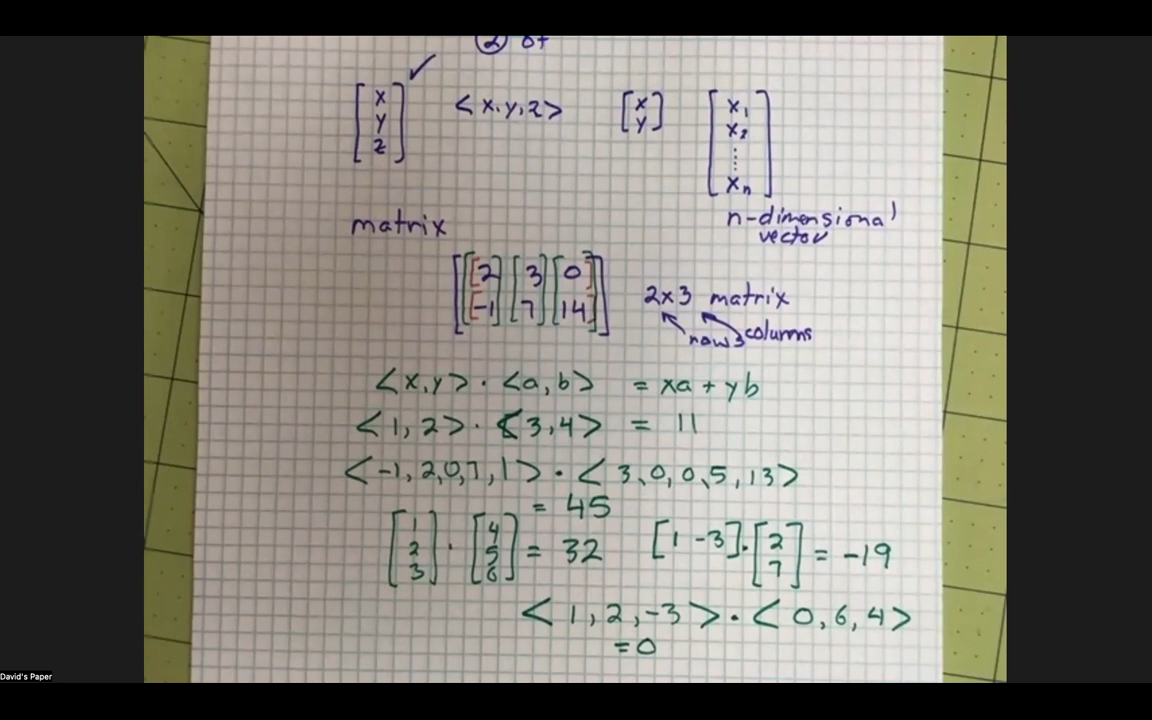 ② of
[x y z] ✓ <x, y, z> [x y] [x₁ x₂ ⋮ xₙ]
n-dimensional
vector
matrix
[[2 -1] [3 7] [0 14]] 2x3 matrix
rows columns
<x, y> · <a, b> = xa + yb
<1, 2> · <3, 4> = 11
<-1, 2, 0, 7, 1> · <3, 0, 0, 5, 13>
= 45
[1 2 3] · [4 5 6] = 32 [1 -3] · [2 7] = -19
<1, 2, -3> · <0, 6, 4>
= 0
David's Paper